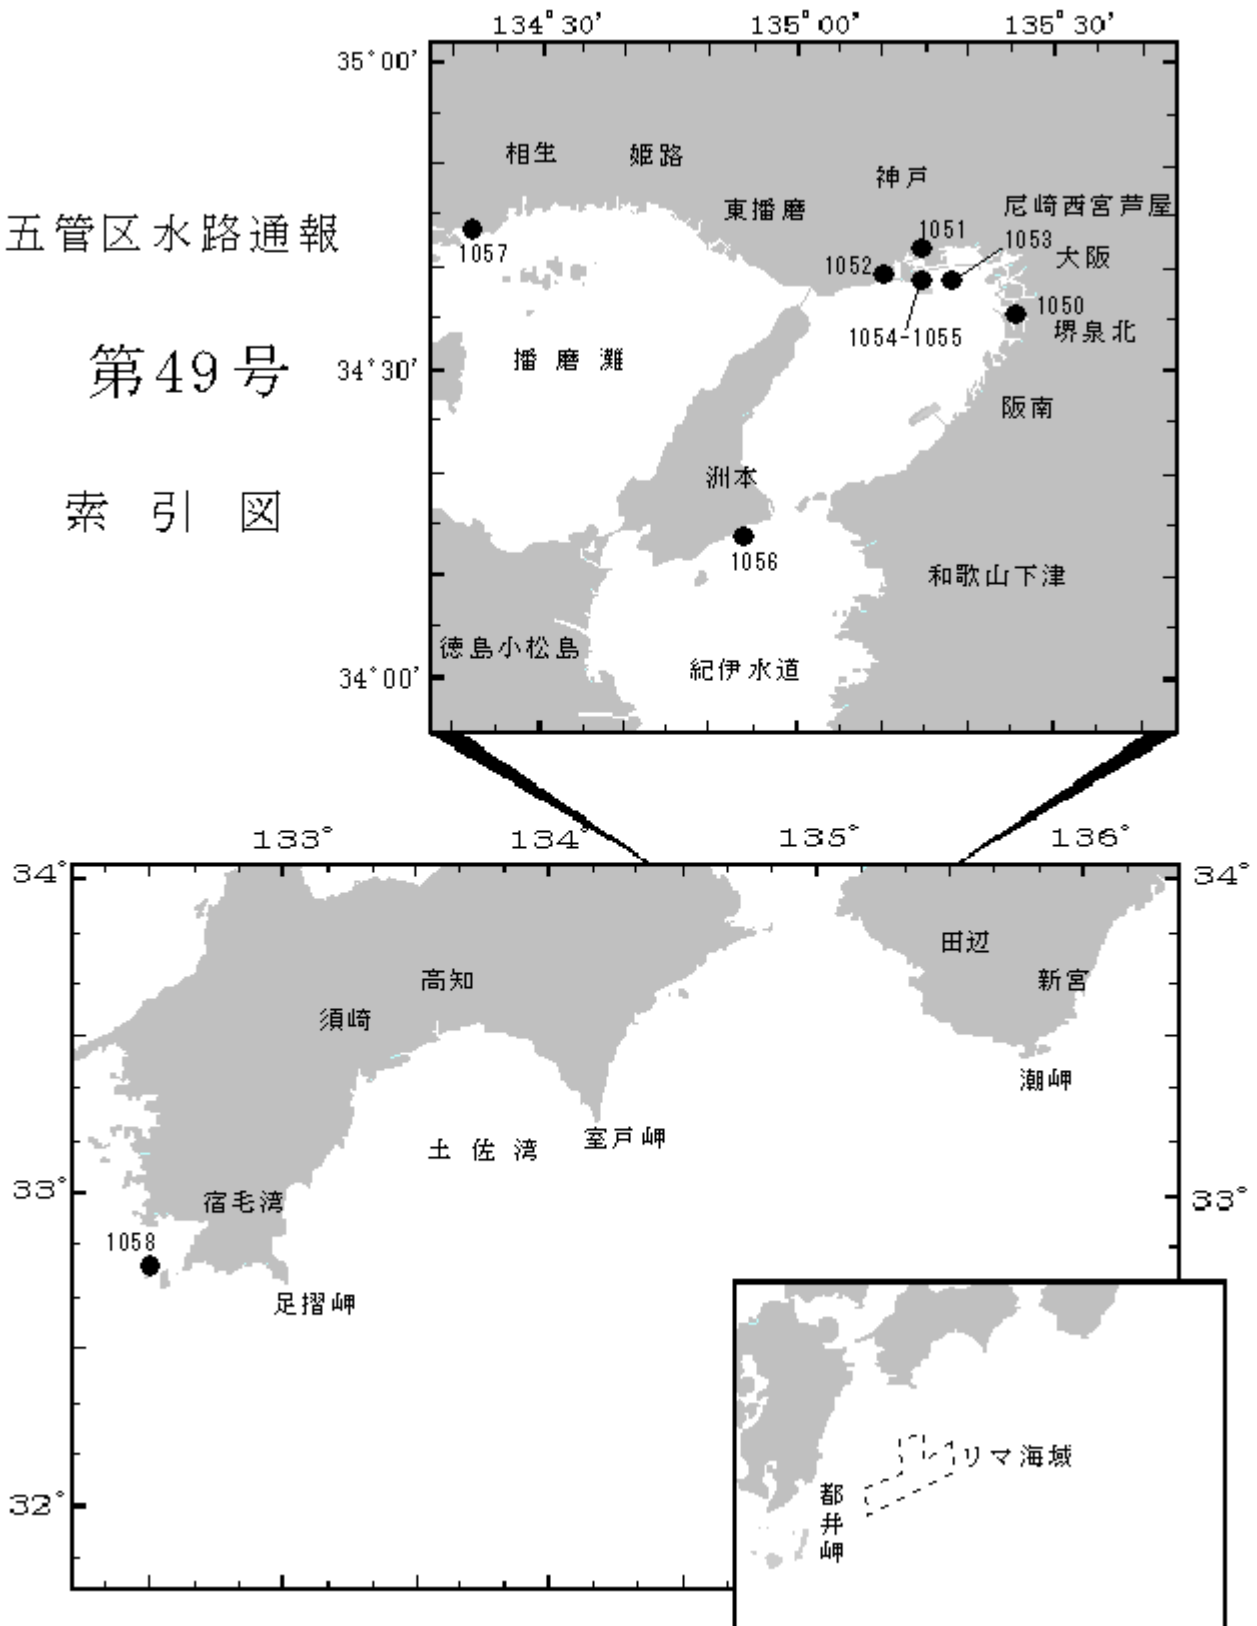 134°30' 135°00' 135°30'
35°00'
相生 姫路
神戸
東播磨
尼崎西宮芦屋
五管区水路通報
1051
1053
1057
1052
大阪
1050
1054-1055
堺泉北
第49号
34°30'
播磨灘
阪南
洲本
索引図
1056
和歌山下津
徳島小松島
紀伊水道
34°00'
133° 134° 135° 136°
34° 34°
田辺
高知
新宮
須崎
潮岬
室戸岬
土佐湾
33° 33°
宿毛湾
1058
足摺岬
リマ海域
都井岬
32°